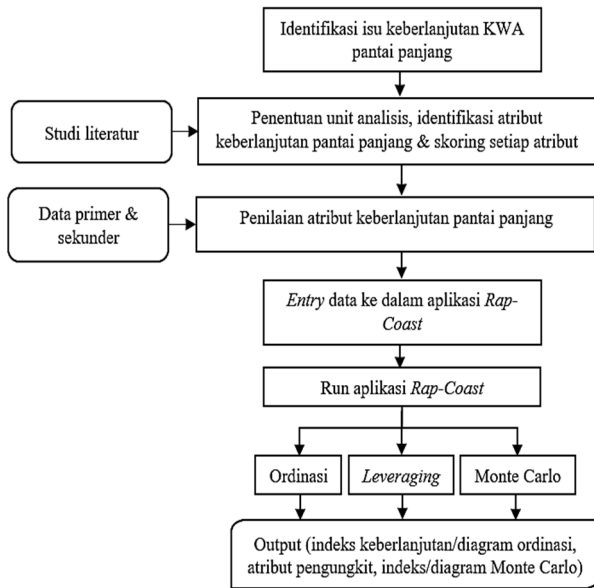 Identifikasi isu keberlanjutan KWA
pantai panjang
Studi literatur
Penentuan unit analisis, identifikasi atribut
keberlanjutan pantai panjang & skoring setiap atribut
Data primer &
sekunder
Penilaian atribut keberlanjutan pantai panjang
Entry data ke dalam aplikasi Rap-
Coast
Run aplikasi Rap-Coast
Ordinasi
Leveraging
Monte Carlo
Output (indeks keberlanjutan/diagram ordinasi,
atribut pengungkit, indeks/diagram Monte Carlo)